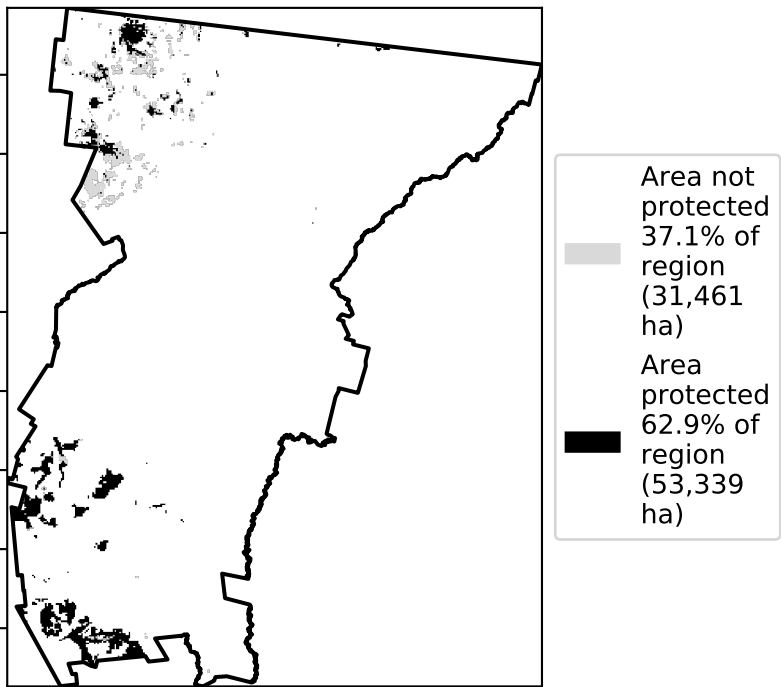 Area not
protected
37.1% of
region
(31,461
ha)
Area
protected
62.9% of
region
(53,339
ha)